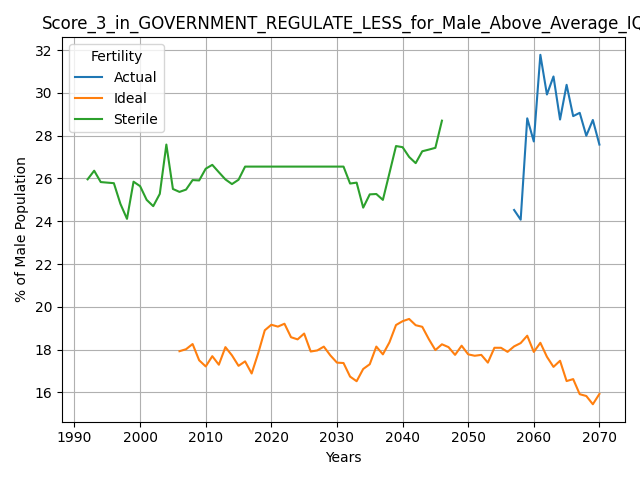 Score_3_in_GOVERNMENT_REGULATE_LESS_for_Male_Above_Average_IQ
Fertility
Actual
Ideal
Sterile
% of Male Population
32
30
28
26
24
22
20
18
16
1990 2000 2010 2020 2030 2040 2050 2060 2070
Years